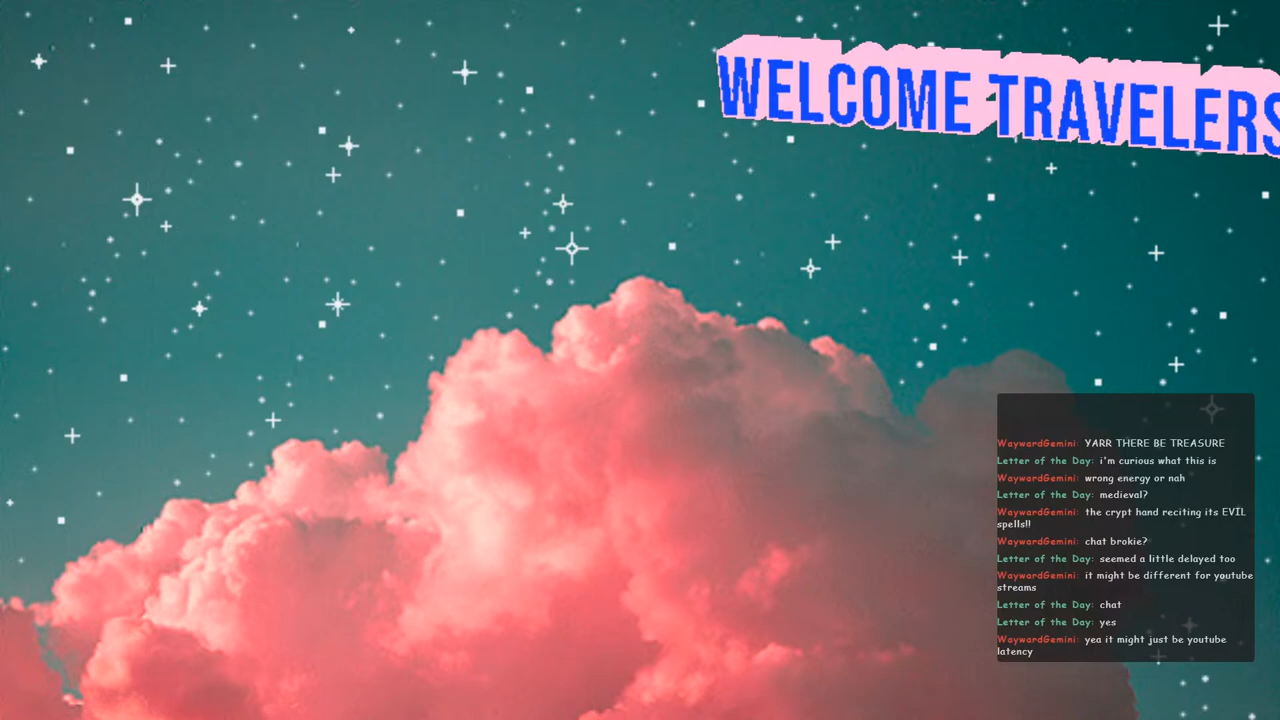 WELCOME TRAVELERS
WaywardGemini: YARR THERE BE TREASURE
Letter of the Day: i'm curious what this is
WaywardGemini: wrong energy or nah
Letter of the Day: medieval?
WaywardGemini: the crypt hand reciting its EVIL
spells!!
WaywardGemini: chat brokie?
Letter of the Day: seemed a little delayed too
WaywardGemini: it might be different for youtube
streams
Letter of the Day: chat
Letter of the Day: yes
WaywardGemini: yea it might just be youtube
latency